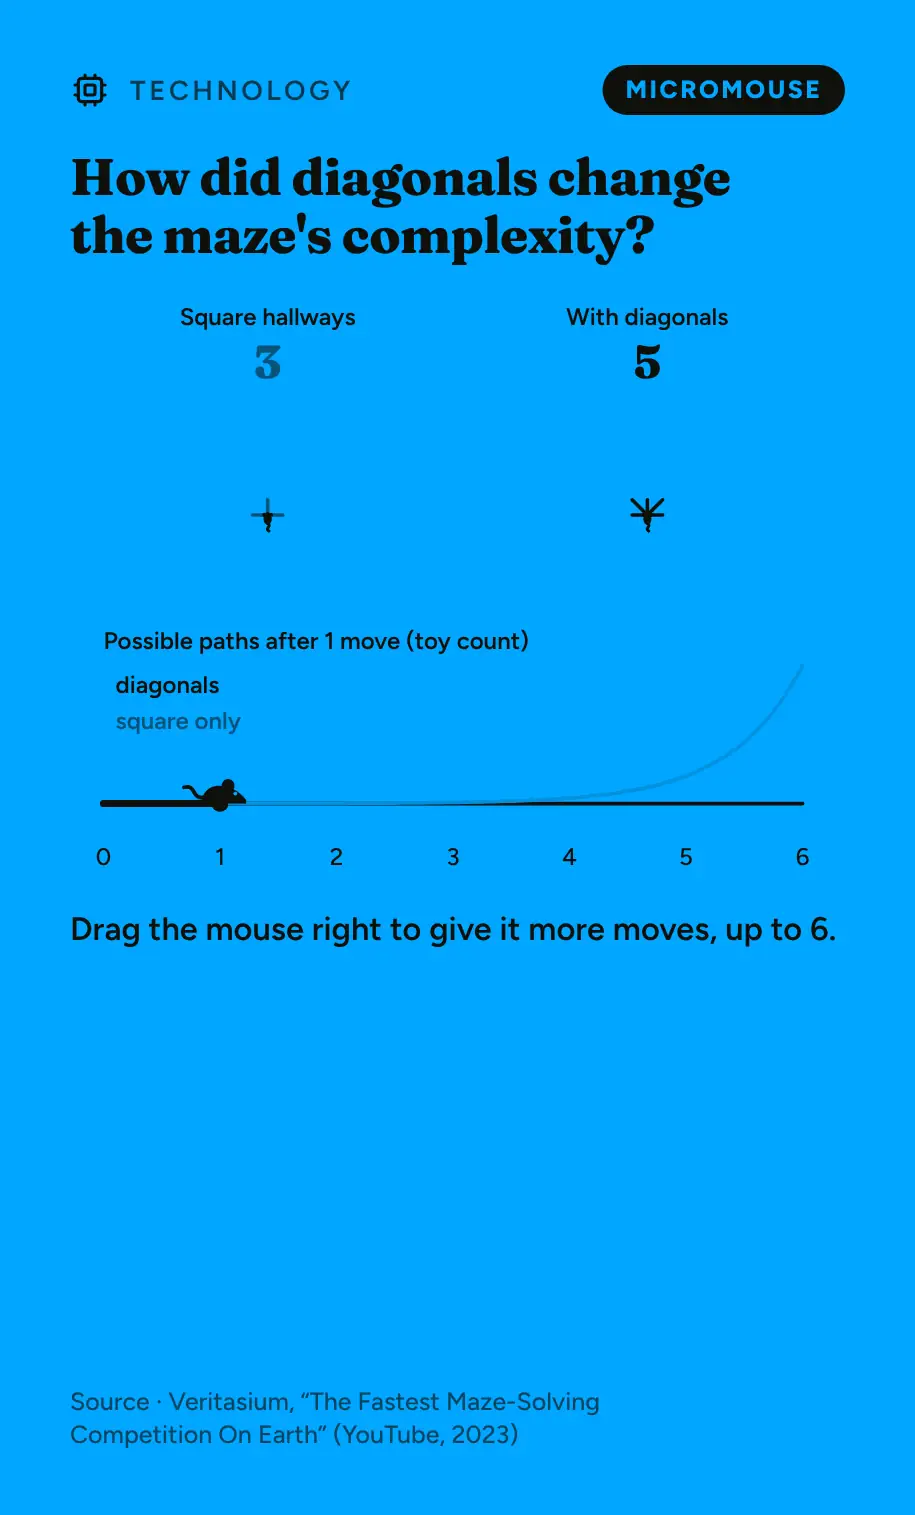 TECHNOLOGY
MICROMOUSE
How did diagonals change
the maze's complexity?
Square hallways
3
With diagonals
5
Possible paths after 1 move (toy count)
diagonals
square only
0 1 2 3 4 5 6
Drag the mouse right to give it more moves, up to 6.
Source · Veritasium, “The Fastest Maze-Solving
Competition On Earth” (YouTube, 2023)